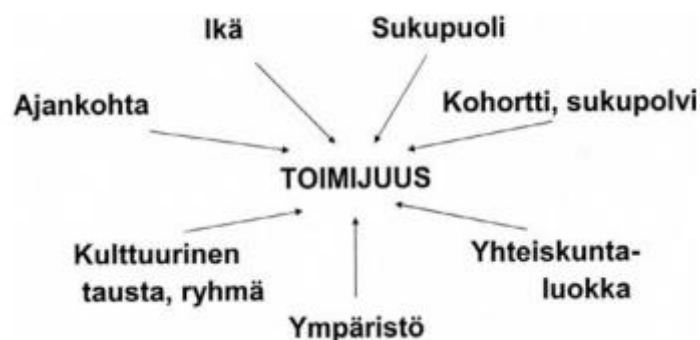 Ikä
Sukupuoli
Ajankohta
Kohortti, sukupolvi
TOIMIJUUS
Kulttuurinen
tausta, ryhmä
Yhteiskunta-
luokka
Ympäristö